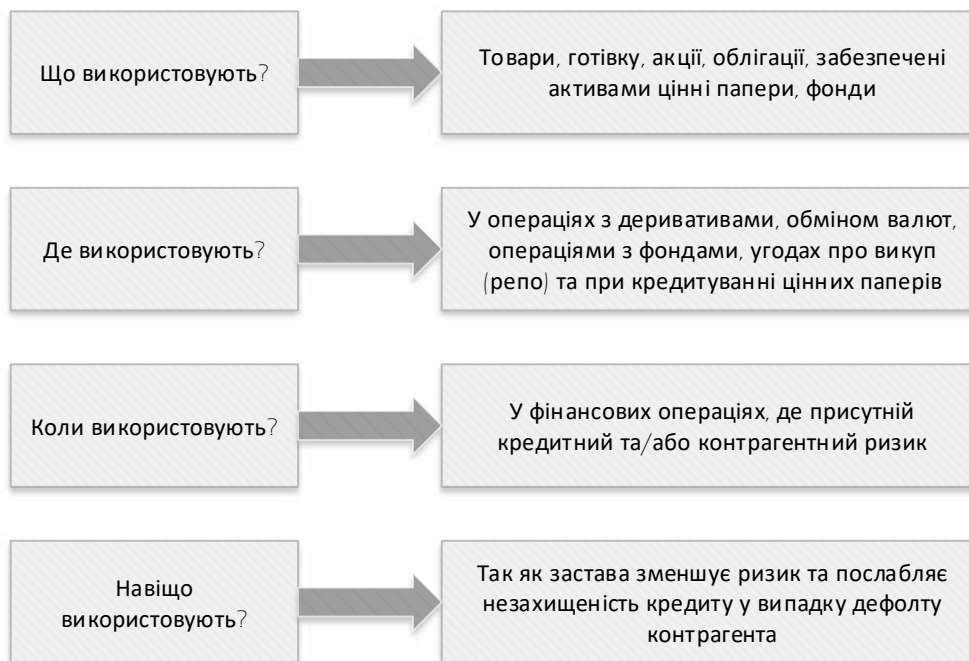 Що використовують?
Товари, готівку, акції, облігації, забезпечені
активами цінні папери, фонди
Де використовують?
У операціях з деривативами, обміном валют,
операціями з фондами, угодах про викуп
(репо) та при кредитуванні цінних паперів
Коли використовують?
У фінансових операціях, де присутній
кредитний та/або контрагентний ризик
Навіщо
використовують?
Так як застава зменшує ризик та послабляє
незахищеність кредиту у випадку дефолту
контрагента